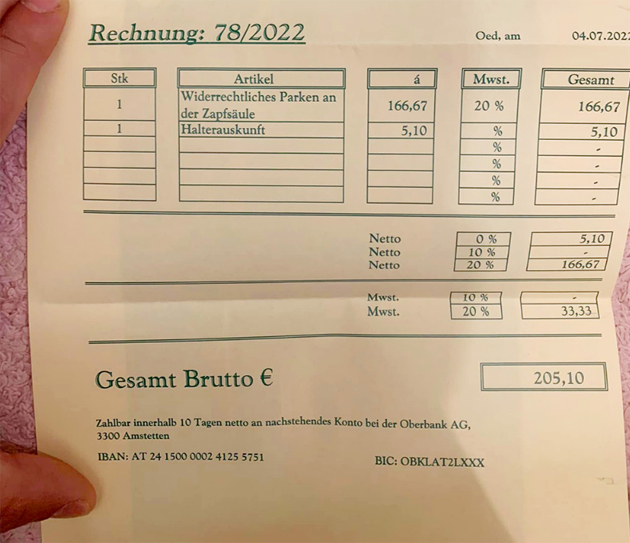 Rechnung: 78/2022
Oed, am 04.07.2022
Stk Artikel á Mwst. Gesamt
1 Widerrechtliches Parken an der Zapfsäule 166,67 20 % 166,67
1 Halterauskunft 5,10 % 5,10
% -
% -
% -
% -
Netto 0 % 5,10
Netto 10 % -
Netto 20 % 166,67
Mwst. 10 % -
Mwst. 20 % 33,33
Gesamt Brutto € 205,10
Zahlbar innerhalb 10 Tagen netto an nachstehendes Konto bei der Oberbank AG,
3300 Amstetten
IBAN: AT 24 1500 0002 4125 5751 BIC: OBKLAT2LXXX